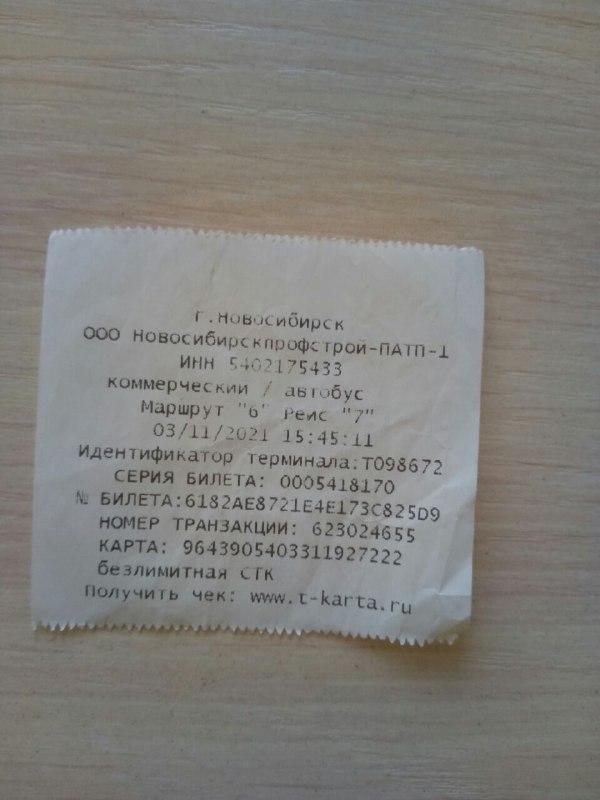 г.Новосибирск
ООО Новосибирскпрофстрой-ПАТП-1
ИНН 5402175433
коммерческий / автобус
Маршрут "6" Рейс "7"
03/11/2021 15:45:11
Идентификатор терминала:T098672
СЕРИЯ БИЛЕТА: 0005418170
№ БИЛЕТА:6182AE8721E4E173C825D9
НОМЕР ТРАНЗАКЦИИ: 623024655
КАРТА: 9643905403311927222
безлимитная СТК
Получить чек: www.t-karta.ru